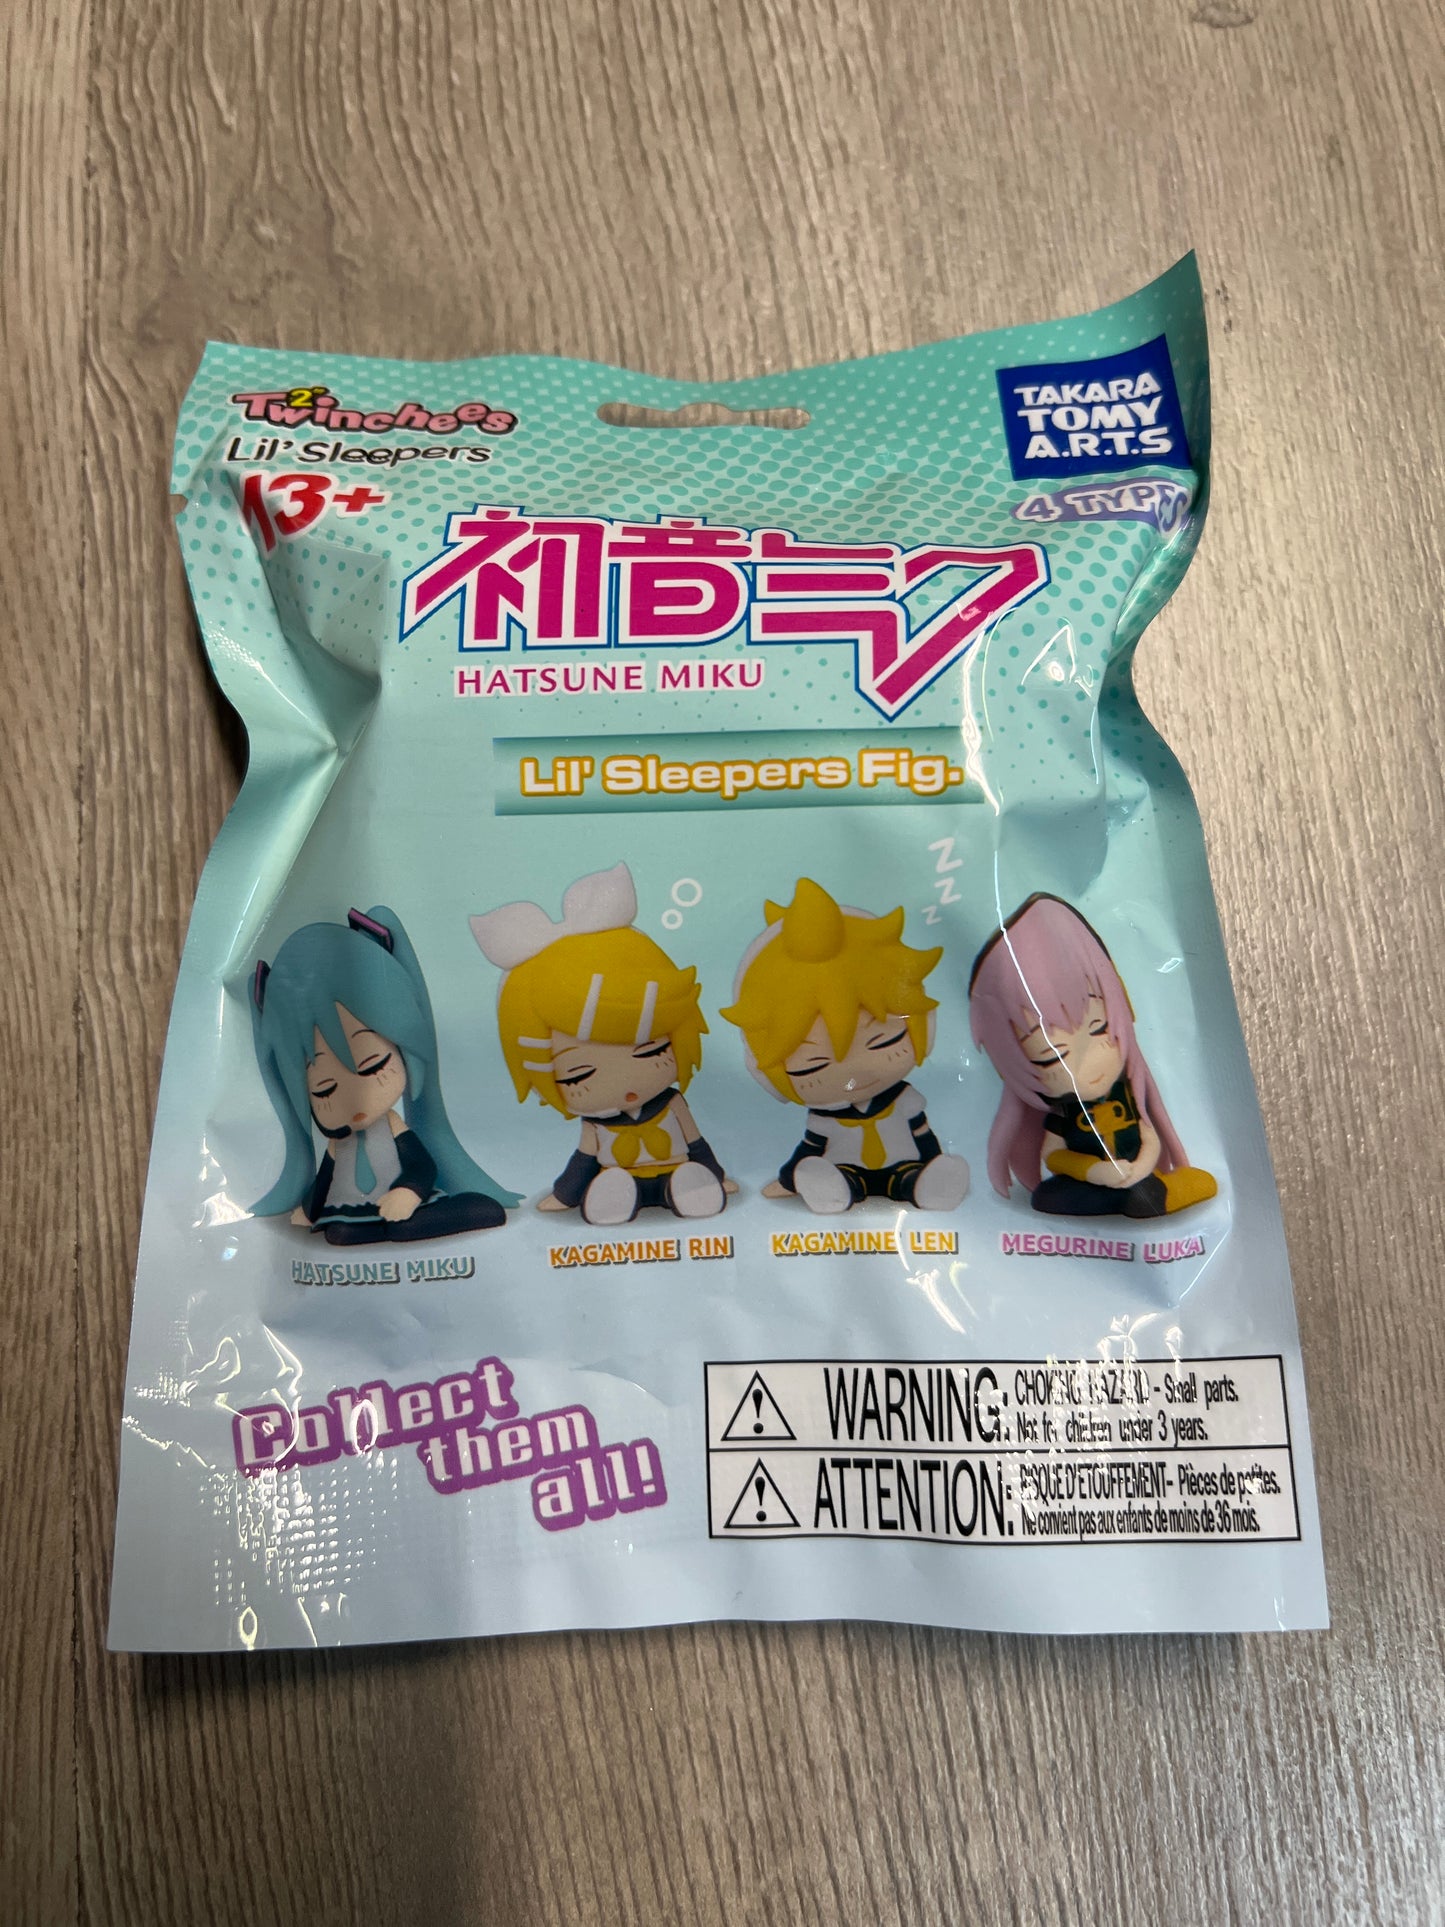 2"
Twinchees
Lil' Sleepers
13+
TAKARA
TOMY
A.R.T.S
4 TYPES
初音ミク
HATSUNE MIKU
Lil' Sleepers Fig.
Z
Z
Z
HATSUNE MIKU
KAGAMINE RIN
KAGAMINE LEN
MEGURINE LUKA
Collect
them
all!
WARNING: CHOKING HAZARD - Small parts.
Not for children under 3 years.
ATTENTION: RISQUE D'ETOUFFEMENT - Pièces de petites.
Ne convient pas aux enfants de moins de 36 mois.